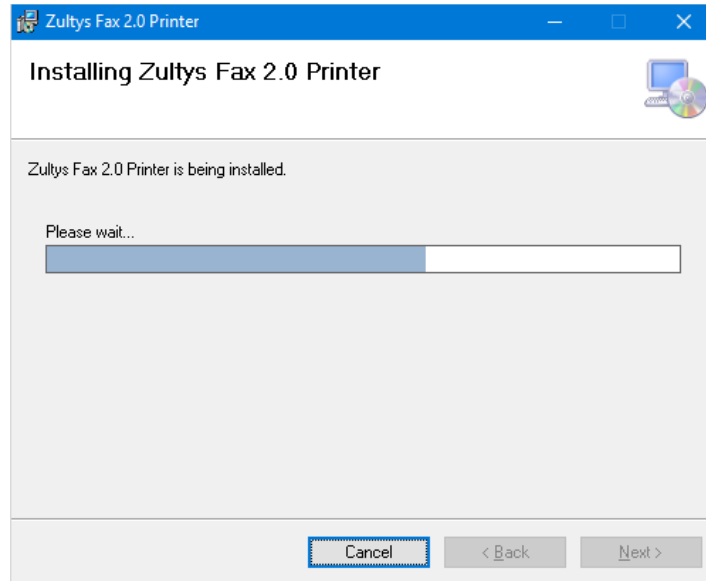 Zultys Fax 2.0 Printer
Installing Zultys Fax 2.0 Printer
Zultys Fax 2.0 Printer is being installed.
Please wait...
Cancel
< Back
Next >